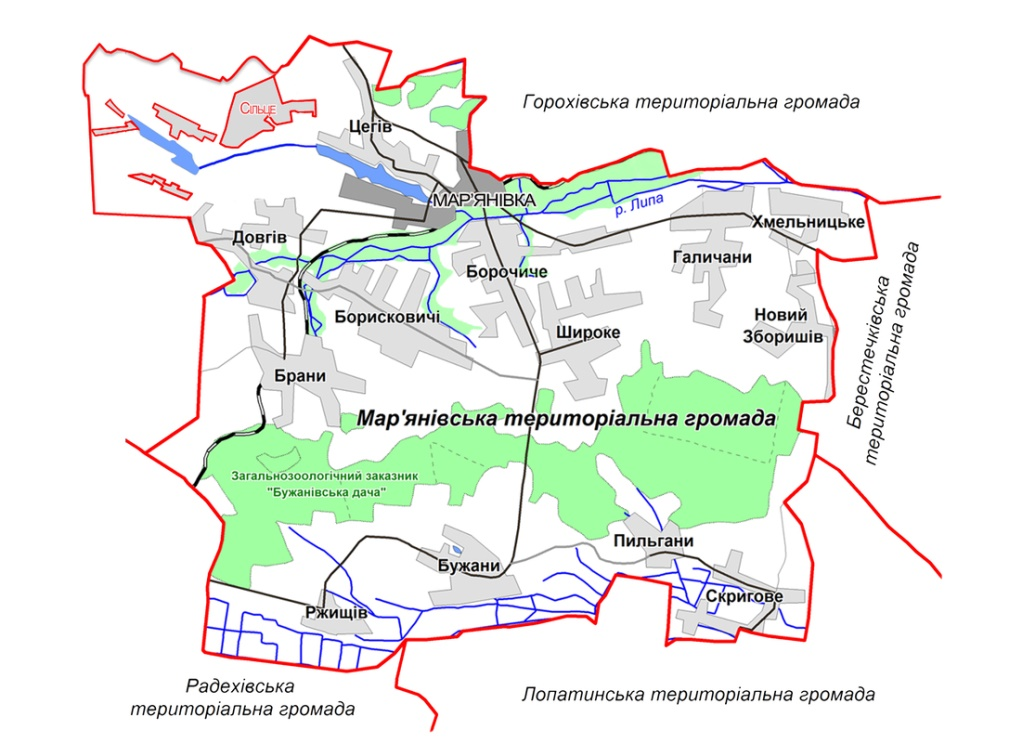 Горохівська територіальна громада
Сільце
Цегів
МАР'ЯНІВКА
р. Липа
Хмельницьке
Довгів
Галичани
Борочиче
Борисковичі
Широке
Новий
Зборишів
Берестечківська
територіальна громада
Брани
Мар'янівська територіальна громада
Загальнозоологічний заказник
"Бужанівська дача"
Пильгани
Бужани
Скригове
Ржищів
Радехівська
територіальна громада
Лопатинська територіальна громада